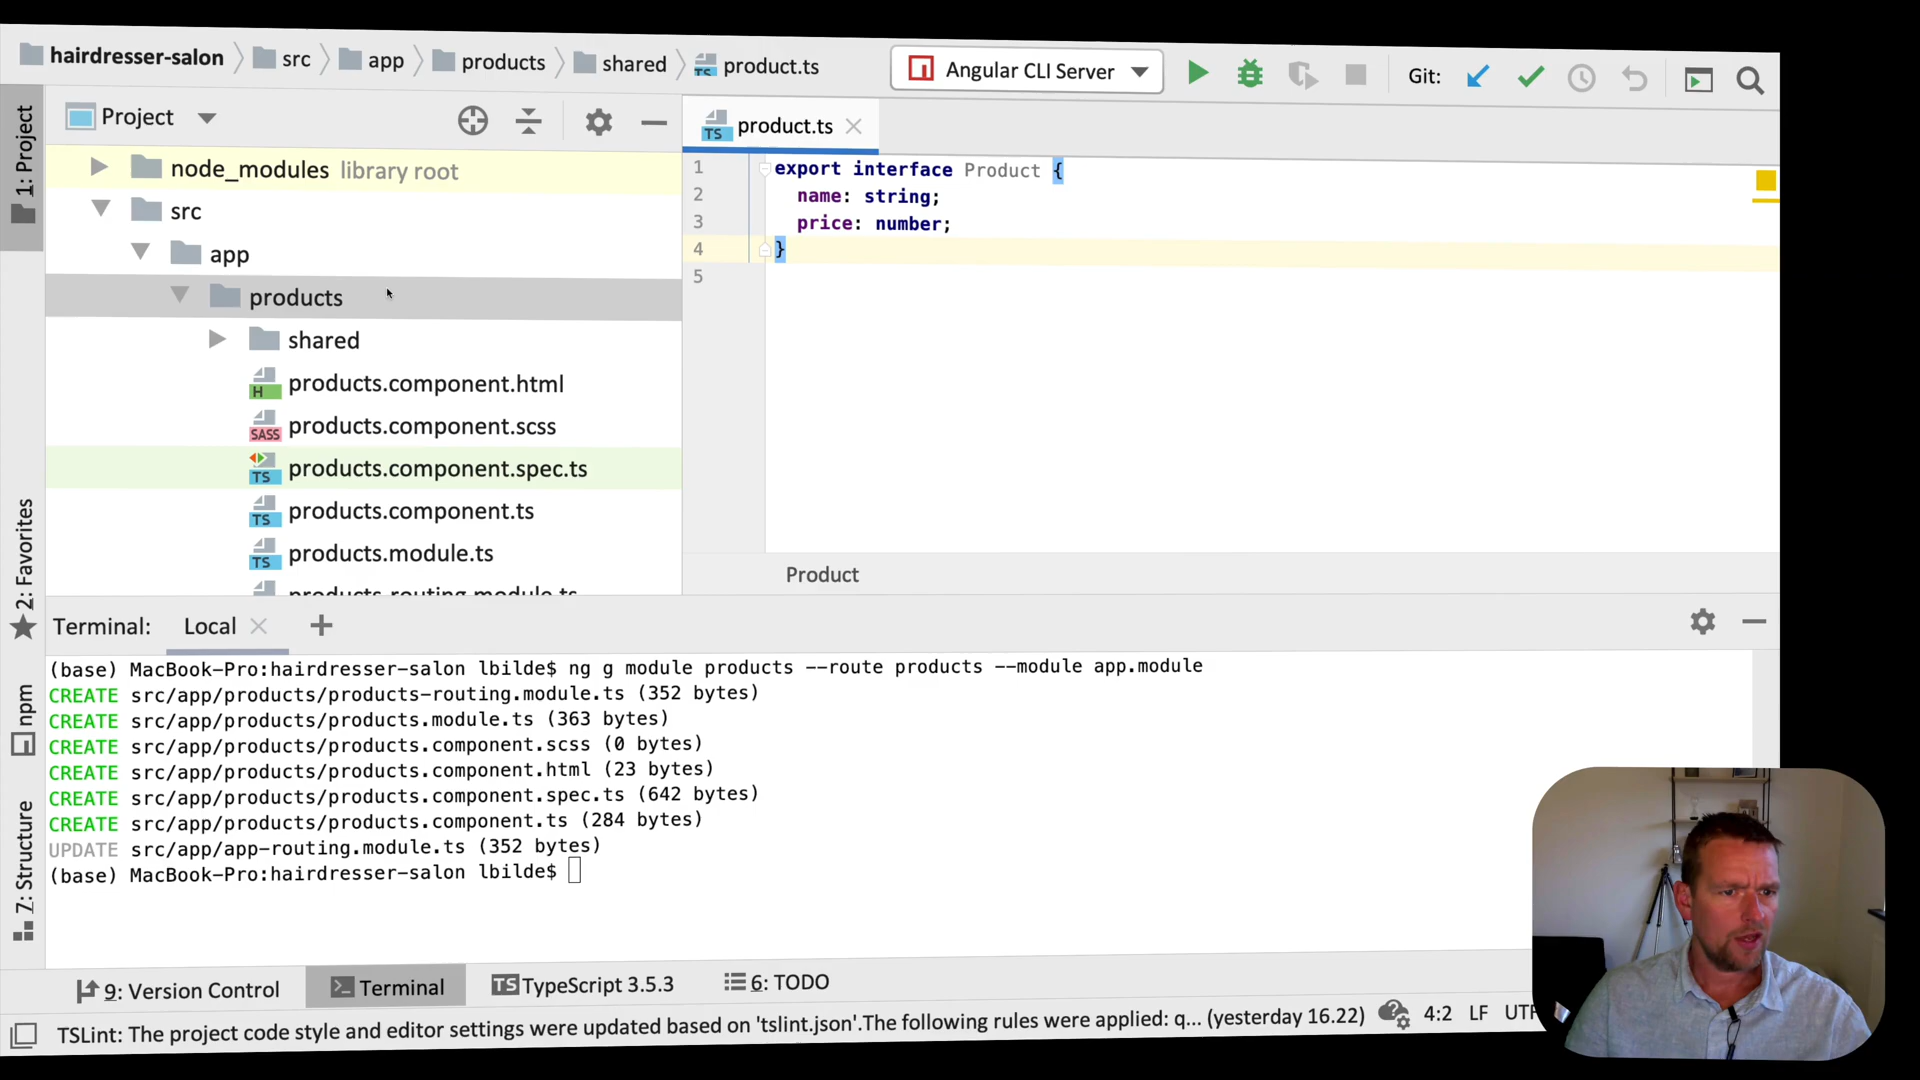 hairdresser-salon src app products shared product.ts Angular CLI Server Git:
1: Project
Project
product.ts
node_modules library root
src
app
products
shared
products.component.html
products.component.scss
products.component.spec.ts
products.component.ts
products.module.ts
products-routing.module.ts
1 export interface Product {
2 name: string;
3 price: number;
4 }
5
Product
2: Favorites
npm
7: Structure
Terminal: Local
(base) MacBook-Pro:hairdresser-salon lbilde$ ng g module products --route products --module app.module
CREATE src/app/products/products-routing.module.ts (352 bytes)
CREATE src/app/products/products.module.ts (363 bytes)
CREATE src/app/products/products.component.scss (0 bytes)
CREATE src/app/products/products.component.html (23 bytes)
CREATE src/app/products/products.component.spec.ts (642 bytes)
CREATE src/app/products/products.component.ts (284 bytes)
UPDATE src/app/app-routing.module.ts (352 bytes)
(base) MacBook-Pro:hairdresser-salon lbilde$
9: Version Control Terminal TypeScript 3.5.3 6: TODO
TSLint: The project code style and editor settings were updated based on 'tslint.json'.The following rules were applied: q... (yesterday 16.22) 4:2 LF UTF